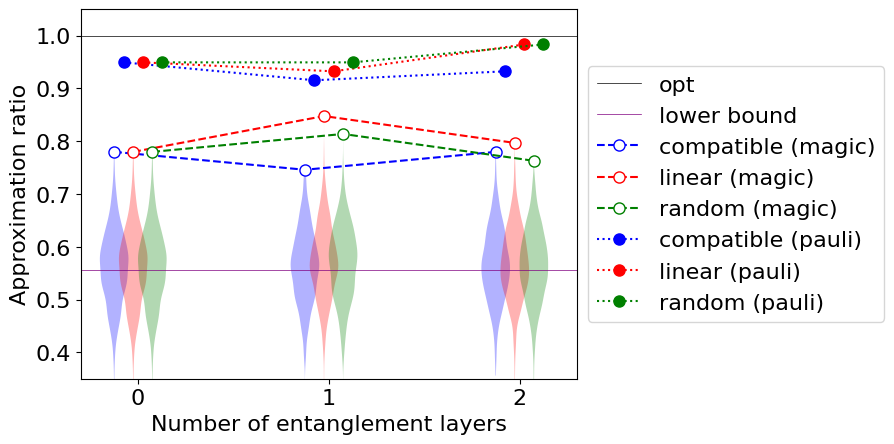 1.0
0.9
0.8
0.7
0.6
0.5
0.4
Approximation ratio
0 1 2
Number of entanglement layers
opt
lower bound
compatible (magic)
linear (magic)
random (magic)
compatible (pauli)
linear (pauli)
random (pauli)